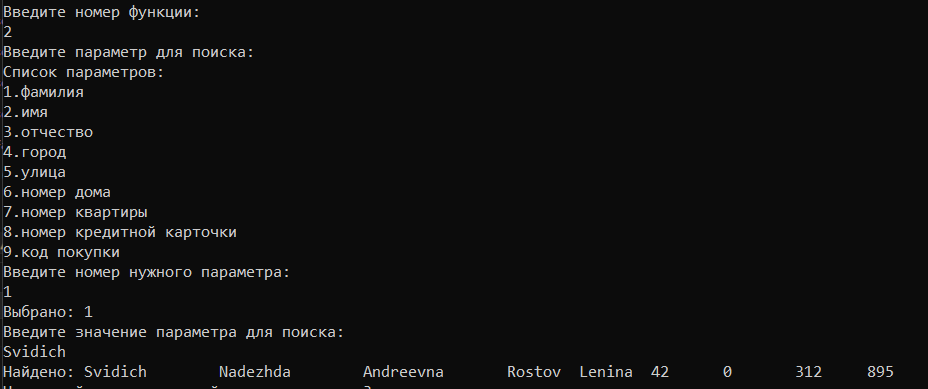 Введите номер функции:
2
Введите параметр для поиска:
Список параметров:
1.фамилия
2.имя
3.отчество
4.город
5.улица
6.номер дома
7.номер квартиры
8.номер кредитной карточки
9.код покупки
Введите номер нужного параметра:
1
Выбрано: 1
Введите значение параметра для поиска:
Svidich
Найдено: Svidich Nadezhda Andreevna Rostov Lenina 42 0 312 895